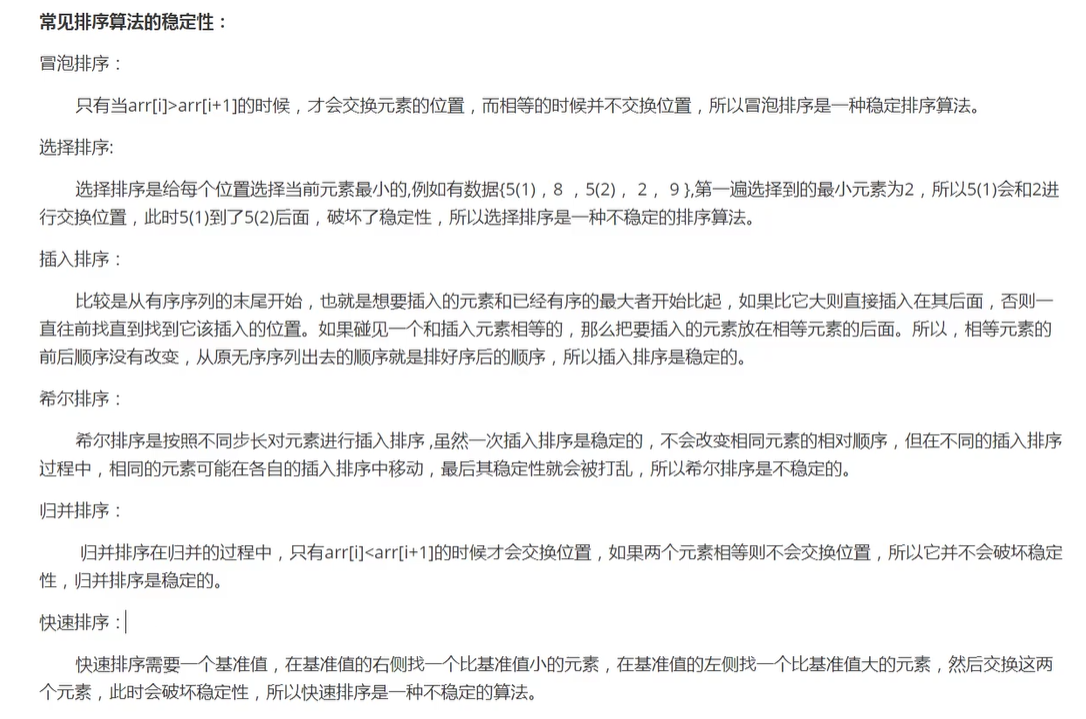 常见排序算法的稳定性：
冒泡排序：
只有当arr[i]>arr[i+1]的时候，才会交换元素的位置，而相等的时候并不交换位置，所以冒泡排序是一种稳定排序算法。
选择排序:
选择排序是给每个位置选择当前元素最小的,例如有数据{5(1)，8 ，5(2)， 2， 9 },第一遍选择到的最小元素为2，所以5(1)会和2进
行交换位置，此时5(1)到了5(2)后面，破坏了稳定性，所以选择排序是一种不稳定的排序算法。
插入排序：
比较是从有序序列的末尾开始，也就是想要插入的元素和已经有序的最大者开始比起，如果比它大则直接插入在其后面，否则一
直往前找直到找到它该插入的位置。如果碰见一个和插入元素相等的，那么把要插入的元素放在相等元素的后面。所以，相等元素的
前后顺序没有改变，从原无序序列出去的顺序就是排好序后的顺序，所以插入排序是稳定的。
希尔排序：
希尔排序是按照不同步长对元素进行插入排序 ,虽然一次插入排序是稳定的，不会改变相同元素的相对顺序，但在不同的插入排序
过程中，相同的元素可能在各自的插入排序中移动，最后其稳定性就会被打乱，所以希尔排序是不稳定的。
归并排序：
归并排序在归并的过程中，只有arr[i]<arr[i+1]的时候才会交换位置，如果两个元素相等则不会交换位置，所以它并不会破坏稳定
性，归并排序是稳定的。
快速排序：
快速排序需要一个基准值，在基准值的右侧找一个比基准值小的元素，在基准值的左侧找一个比基准值大的元素，然后交换这两
个元素，此时会破坏稳定性，所以快速排序是一种不稳定的算法。